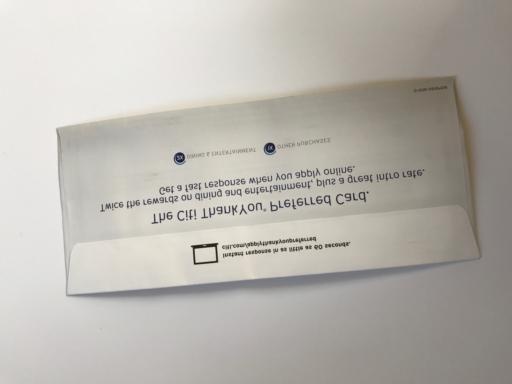 Instant response in as little as 60 seconds.
citi.com/applythankyoupreferred
The Citi ThankYou® Preferred Card.
Twice the rewards on dining and entertainment, plus a great intro rate.
Get a fast response when you apply online.
2X DINING & ENTERTAINMENT 1X OTHER PURCHASES